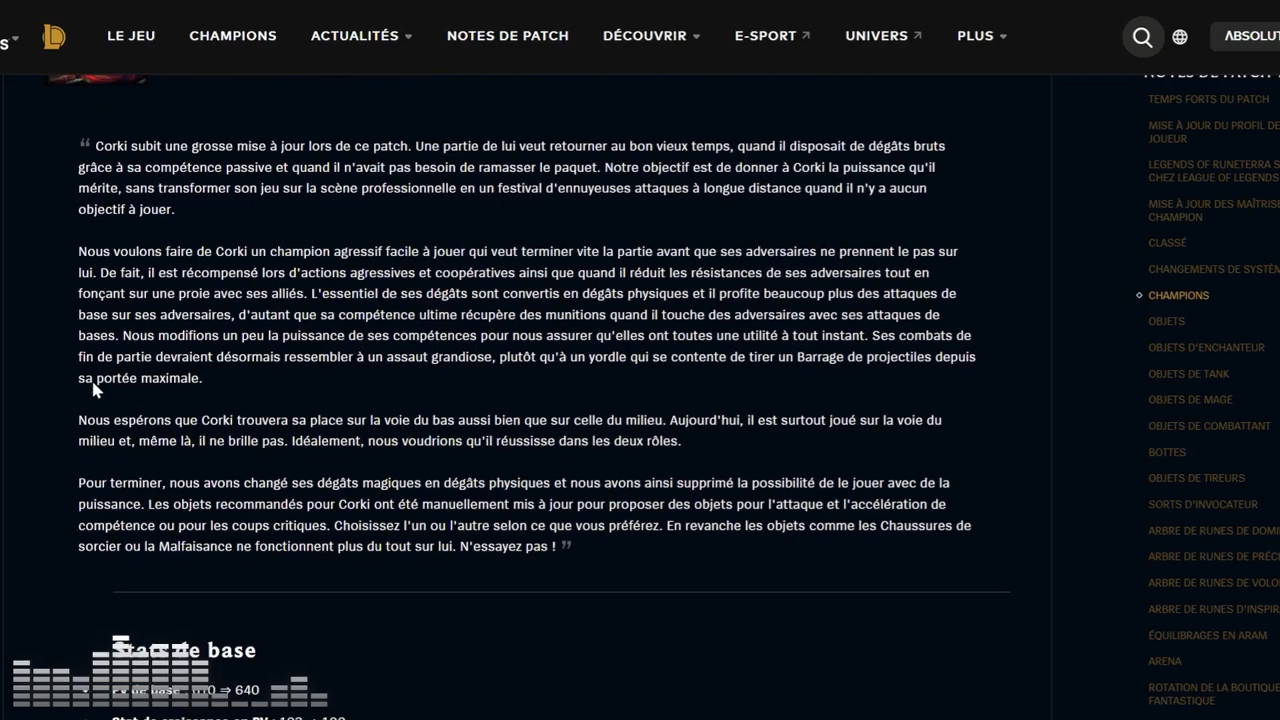 LE JEU CHAMPIONS ACTUALITÉS NOTES DE PATCH DÉCOUVRIR E-SPORT UNIVERS PLUS
Corki subit une grosse mise à jour lors de ce patch. Une partie de lui veut retourner au bon vieux temps, quand il disposait de dégâts bruts
grâce à sa compétence passive et quand il n'avait pas besoin de ramasser le paquet. Notre objectif est de donner à Corki la puissance qu'il
mérite, sans transformer son jeu sur la scène professionnelle en un festival d'ennuyeuses attaques à longue distance quand il n'y a aucun
objectif à jouer.
Nous voulons faire de Corki un champion agressif facile à jouer qui veut terminer vite la partie avant que ses adversaires ne prennent le pas sur
lui. De fait, il est récompensé lors d'actions agressives et coopératives ainsi que quand il réduit les résistances de ses adversaires tout en
fonçant sur une proie avec ses alliés. L'essentiel de ses dégâts sont convertis en dégâts physiques et il profite beaucoup plus des attaques de
base sur ses adversaires, d'autant que sa compétence ultime récupère des munitions quand il touche des adversaires avec ses attaques de
bases. Nous modifions un peu la puissance de ses compétences pour nous assurer qu'elles ont toutes une utilité à tout instant. Ses combats de
fin de partie devraient désormais ressembler à un assaut grandiose, plutôt qu'à un yordle qui se contente de tirer un Barrage de projectiles depuis
sa portée maximale.
Nous espérons que Corki trouvera sa place sur la voie du bas aussi bien que sur celle du milieu. Aujourd'hui, il est surtout joué sur la voie du
milieu et, même là, il ne brille pas. Idéalement, nous voudrions qu'il réussisse dans les deux rôles.
Pour terminer, nous avons changé ses dégâts magiques en dégâts physiques et nous avons ainsi supprimé la possibilité de le jouer avec de la
puissance. Les objets recommandés pour Corki ont été manuellement mis à jour pour proposer des objets pour l'attaque et l'accélération de
compétence ou pour les coups critiques. Choisissez l'un ou l'autre selon ce que vous préférez. En revanche les objets comme les Chaussures de
sorcier ou la Malfaisance ne fonctionnent plus du tout sur lui. N'essayez pas !
Stats de base
PV de base : 610 ⇒ 640
TEMPS FORTS DU PATCH
MISE À JOUR DU PROFIL DE
JOUEUR
LEGENDS OF RUNETERRA S
CHEZ LEAGUE OF LEGENDS
MISE À JOUR DES MAÎTRIS
CHAMPION
CLASSÉ
CHANGEMENTS DE SYSTÈ
CHAMPIONS
OBJETS
OBJETS D'ENCHANTEUR
OBJETS DE TANK
OBJETS DE MAGE
OBJETS DE COMBATTANT
BOTTES
OBJETS DE TIREURS
SORTS D'INVOCATEUR
ARBRE DE RUNES DE DOMI
ARBRE DE RUNES DE PRÉC
ARBRE DE RUNES DE VOLO
ARBRE DE RUNES D'INSPIR
ÉQUILIBRAGES EN ARAM
ARENA
ROTATION DE LA BOUTIQUE
FANTASTIQUE